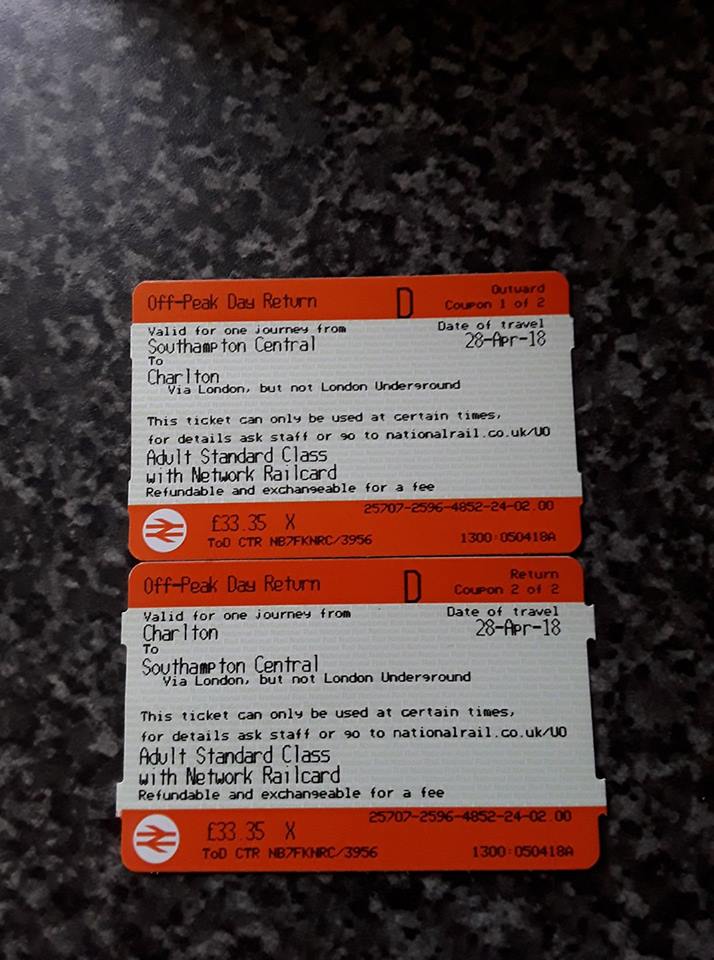 Off-Peak Day Return D Outward
Coupon 1 of 2
Valid for one journey from Date of travel
Southampton Central 28-Apr-18
To
Charlton
Via London, but not London Underground
This ticket can only be used at certain times,
for details ask staff or go to nationalrail.co.uk/UO
Adult Standard Class
with Network Railcard
Refundable and exchangeable for a fee
25707-2596-4852-24-02.00
£33.35 X
ToD CTR NB7FKNRC/3956 1300:050418A
Off-Peak Day Return D Return
Coupon 2 of 2
Valid for one journey from Date of travel
Charlton 28-Apr-18
To
Southampton Central
Via London, but not London Underground
This ticket can only be used at certain times,
for details ask staff or go to nationalrail.co.uk/UO
Adult Standard Class
with Network Railcard
Refundable and exchangeable for a fee
25707-2596-4852-24-02.00
£33.35 X
ToD CTR NB7FKNRC/3956 1300:050418A